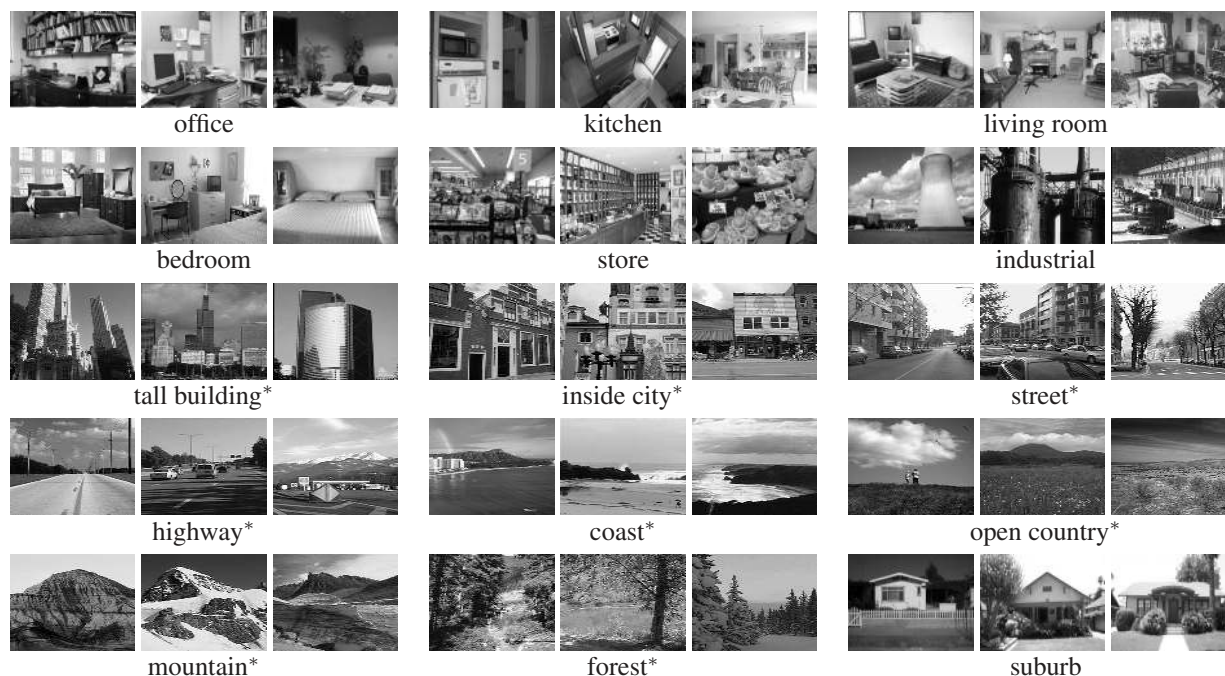 office kitchen living room
5
bedroom store industrial
tall building* inside city* street*
highway* coast* open country*
mountain* forest* suburb